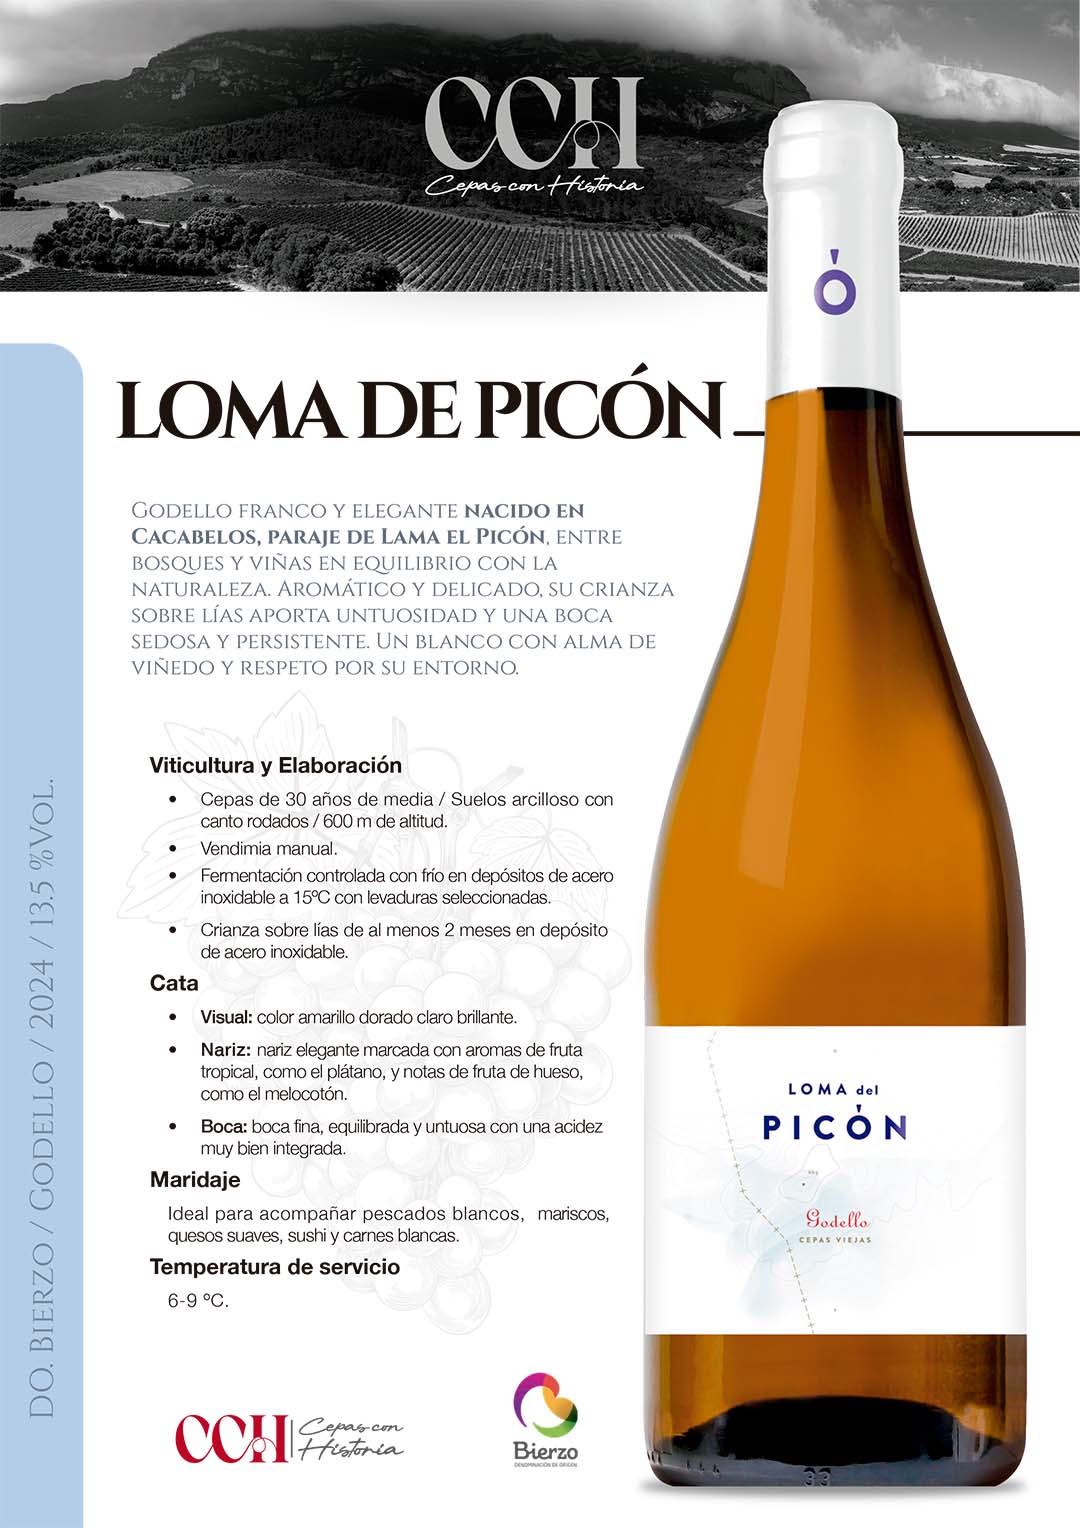 CCH
Cepas con Historia
LOMA DE PICÓN
GODELLO FRANCO Y ELEGANTE NACIDO EN
CACABELOS, PARAJE DE LAMA EL PICÓN, ENTRE
BOSQUES Y VIÑAS EN EQUILIBRIO CON LA
NATURALEZA. AROMÁTICO Y DELICADO, SU CRIANZA
SOBRE LÍAS APORTA UNTUOSIDAD Y UNA BOCA
SEDOSA Y PERSISTENTE. UN BLANCO CON ALMA DE
VIÑEDO Y RESPETO POR SU ENTORNO.
Viticultura y Elaboración
• Cepas de 30 años de media / Suelos arcilloso con
canto rodados / 600 m de altitud.
• Vendimia manual.
• Fermentación controlada con frío en depósitos de acero
inoxidable a 15ºC con levaduras seleccionadas.
• Crianza sobre lías de al menos 2 meses en depósito
de acero inoxidable.
Cata
• Visual: color amarillo dorado claro brillante.
• Nariz: nariz elegante marcada con aromas de fruta
tropical, como el plátano, y notas de fruta de hueso,
como el melocotón.
• Boca: boca fina, equilibrada y untuosa con una acidez
muy bien integrada.
Maridaje
Ideal para acompañar pescados blancos, mariscos,
quesos suaves, sushi y carnes blancas.
Temperatura de servicio
6-9 ºC.
DO. BIERZO / GODELLO / 2024 / 13.5 %VOL.
ó
LOMA del
PICÓN
Godello
CEPAS VIEJAS
33
CCH
Cepas con
Historia
Bierzo
DENOMINACIÓN DE ORIGEN